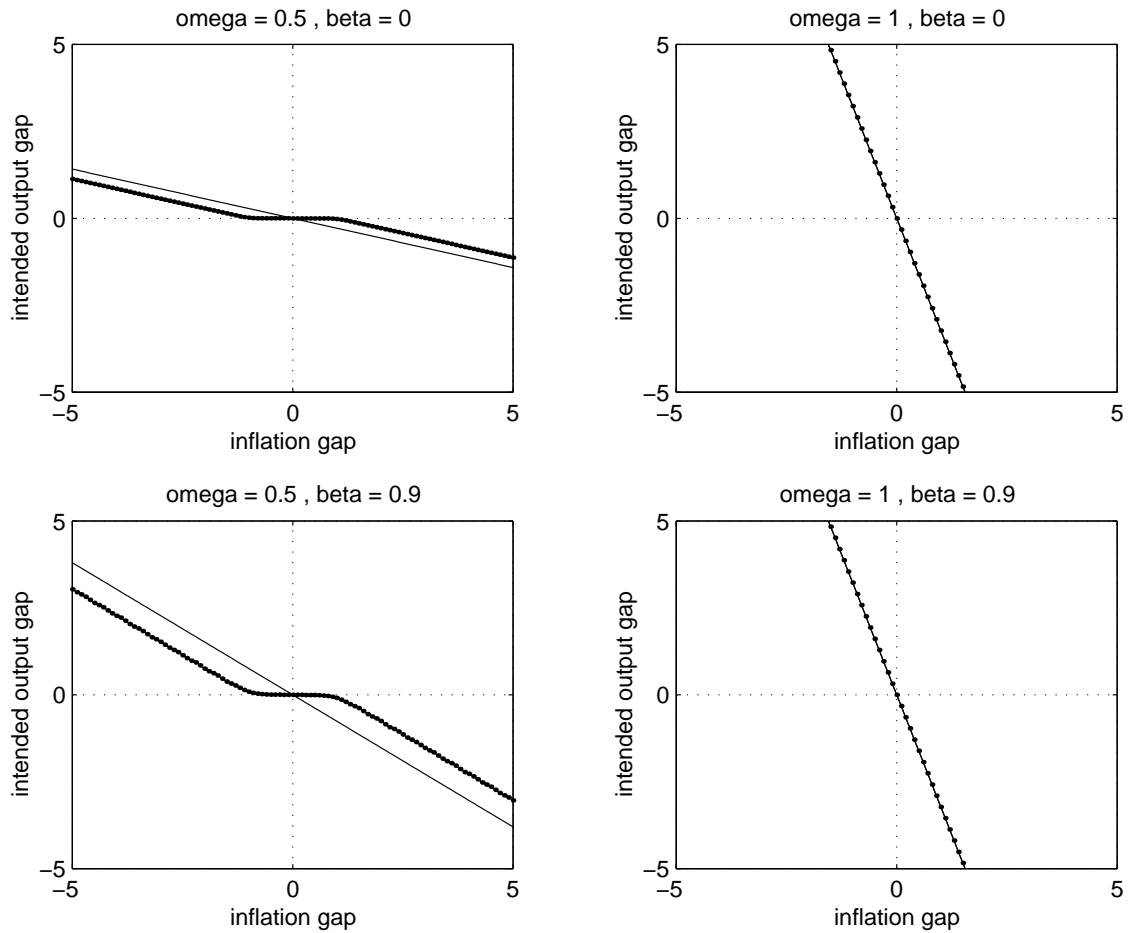 omega = 0.5 , beta = 0
5
0
−5
−5
0
5
inflation gap
intended output gap
omega = 1 , beta = 0
5
0
−5
−5
0
5
inflation gap
intended output gap
omega = 0.5 , beta = 0.9
5
0
−5
−5
0
5
inflation gap
intended output gap
omega = 1 , beta = 0.9
5
0
−5
−5
0
5
inflation gap
intended output gap